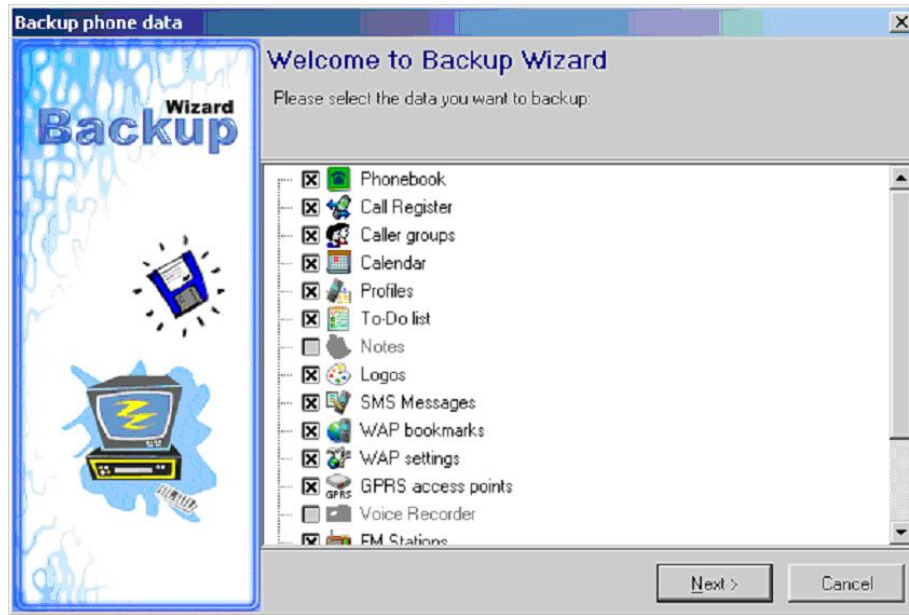 Backup phone data
Wizard
Backup
Welcome to Backup Wizard
Please select the data you want to backup:
Phonebook
Call Register
Caller groups
Calendar
Profiles
To-Do list
Notes
Logos
SMS Messages
WAP bookmarks
WAP settings
GPRS GPRS access points
Voice Recorder
FM Stations
Next >
Cancel